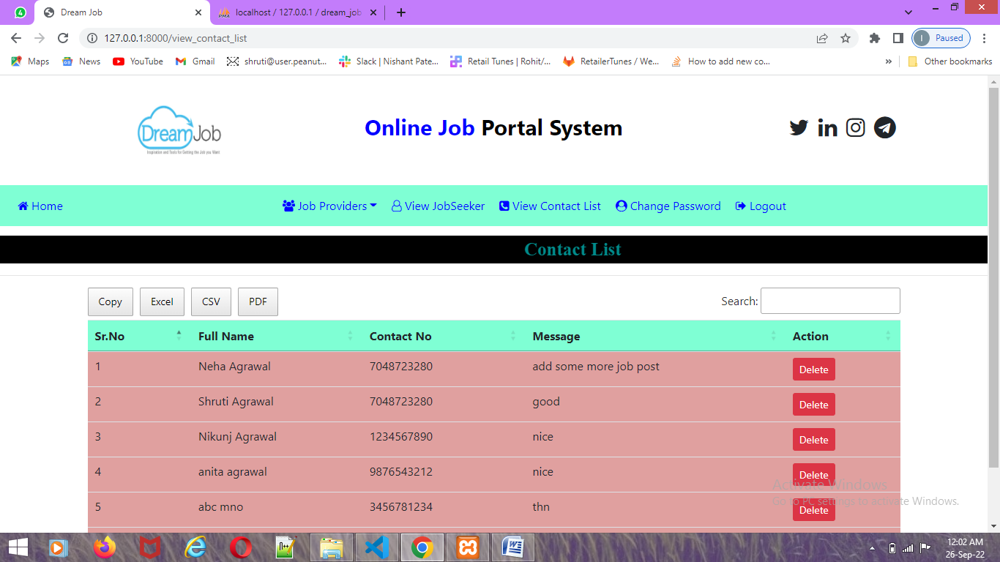 4
Dream Job
PMA
localhost / 127.0.0.1 / dream_job
127.0.0.1:8000/view_contact_list
I
Paused
Maps
News
YouTube
Gmail
shruti@user.peanut...
Slack | Nishant Pate...
Retail Tunes | Rohit/...
RetailerTunes / We...
How to add new co...
»
Other bookmarks
DreamJob
Inspiration and Tools for Getting the Job you Want
Online Job Portal System
Home
Job Providers
View JobSeeker
View Contact List
Change Password
Logout
Contact List
Copy
Excel
CSV
PDF
Search:
Sr.No Full Name Contact No Message Action
1 Neha Agrawal 7048723280 add some more job post Delete
2 Shruti Agrawal 7048723280 good Delete
3 Nikunj Agrawal 1234567890 nice Delete
4 anita agrawal 9876543212 nice Delete
5 abc mno 3456781234 thn Delete
Activate Windows
Go to PC settings to activate Windows.
12:02 AM
26-Sep-22